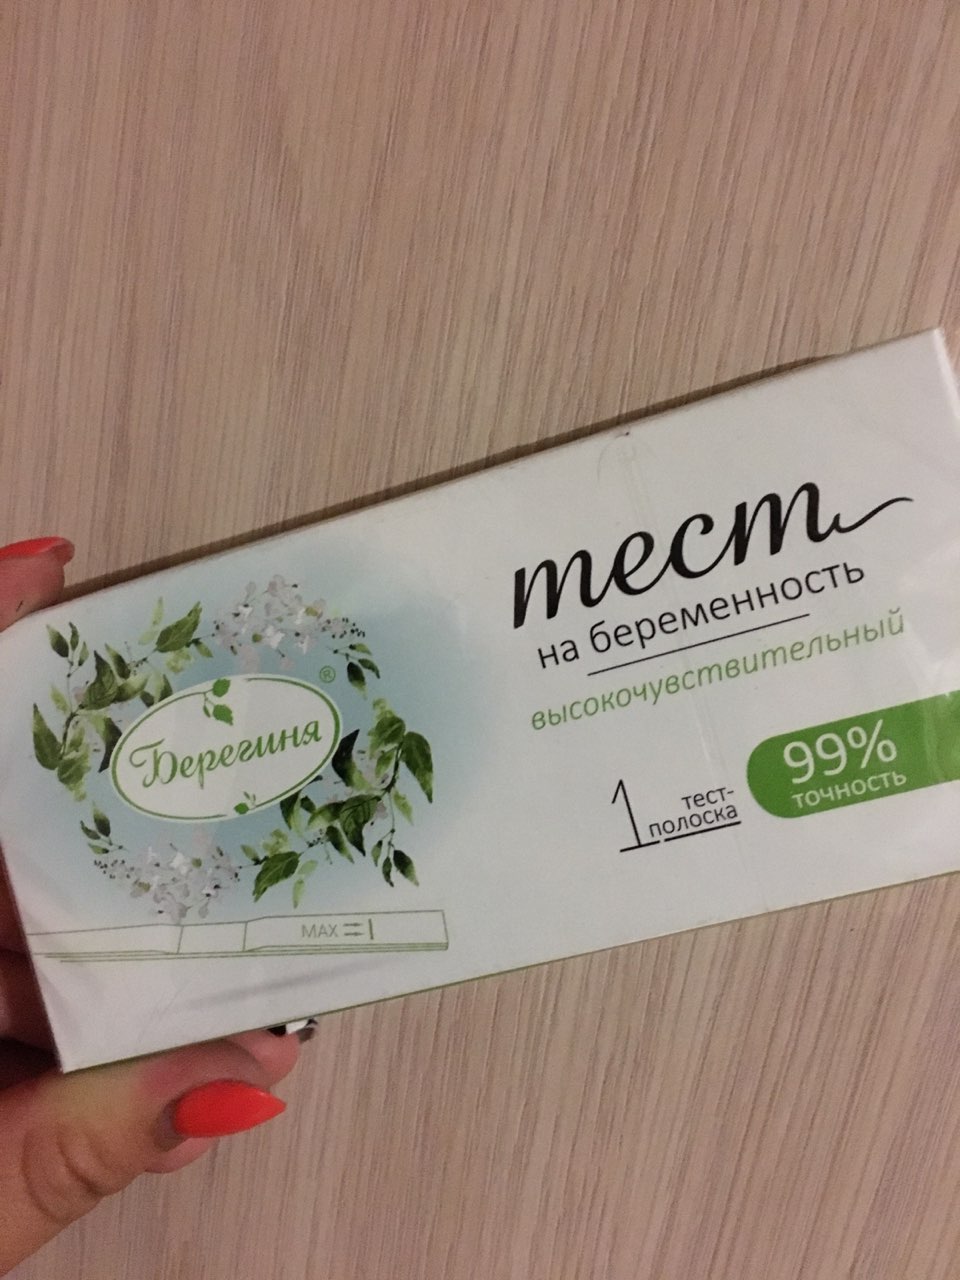 Берегиня®
MAX
тест
на беременность
высокочувствительный
1 тест-
полоска
99%
точность